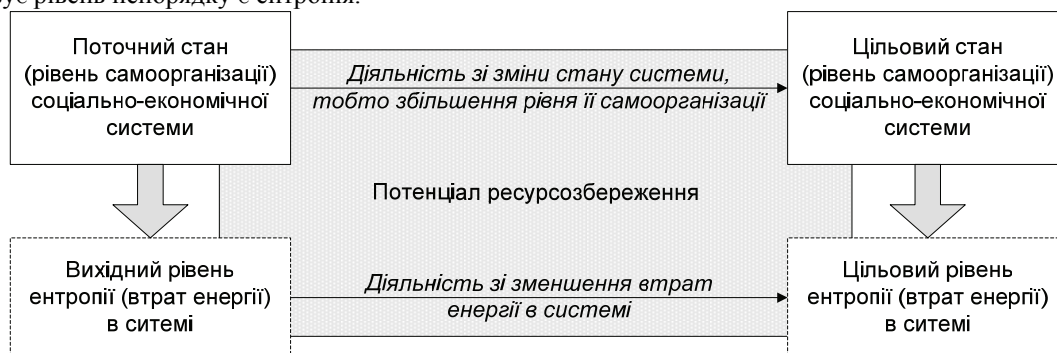 рівень непорядку є ентропія.
Поточний стан
(рівень самоорганізації)
соціально-економічної
системи
Діяльність зі зміни стану системи,
тобто збільшення рівня її самоорганізації
Цільовий стан
(рівень самоорганізації)
соціально-економічної
системи
Потенціал ресурсозбереження
Вихідний рівень
ентропії (втрат енергії)
в ситемі
Діяльність зі зменшення втрат
енергії в системі
Цільовий рівень
ентропії (втрат енергії)
в ситемі